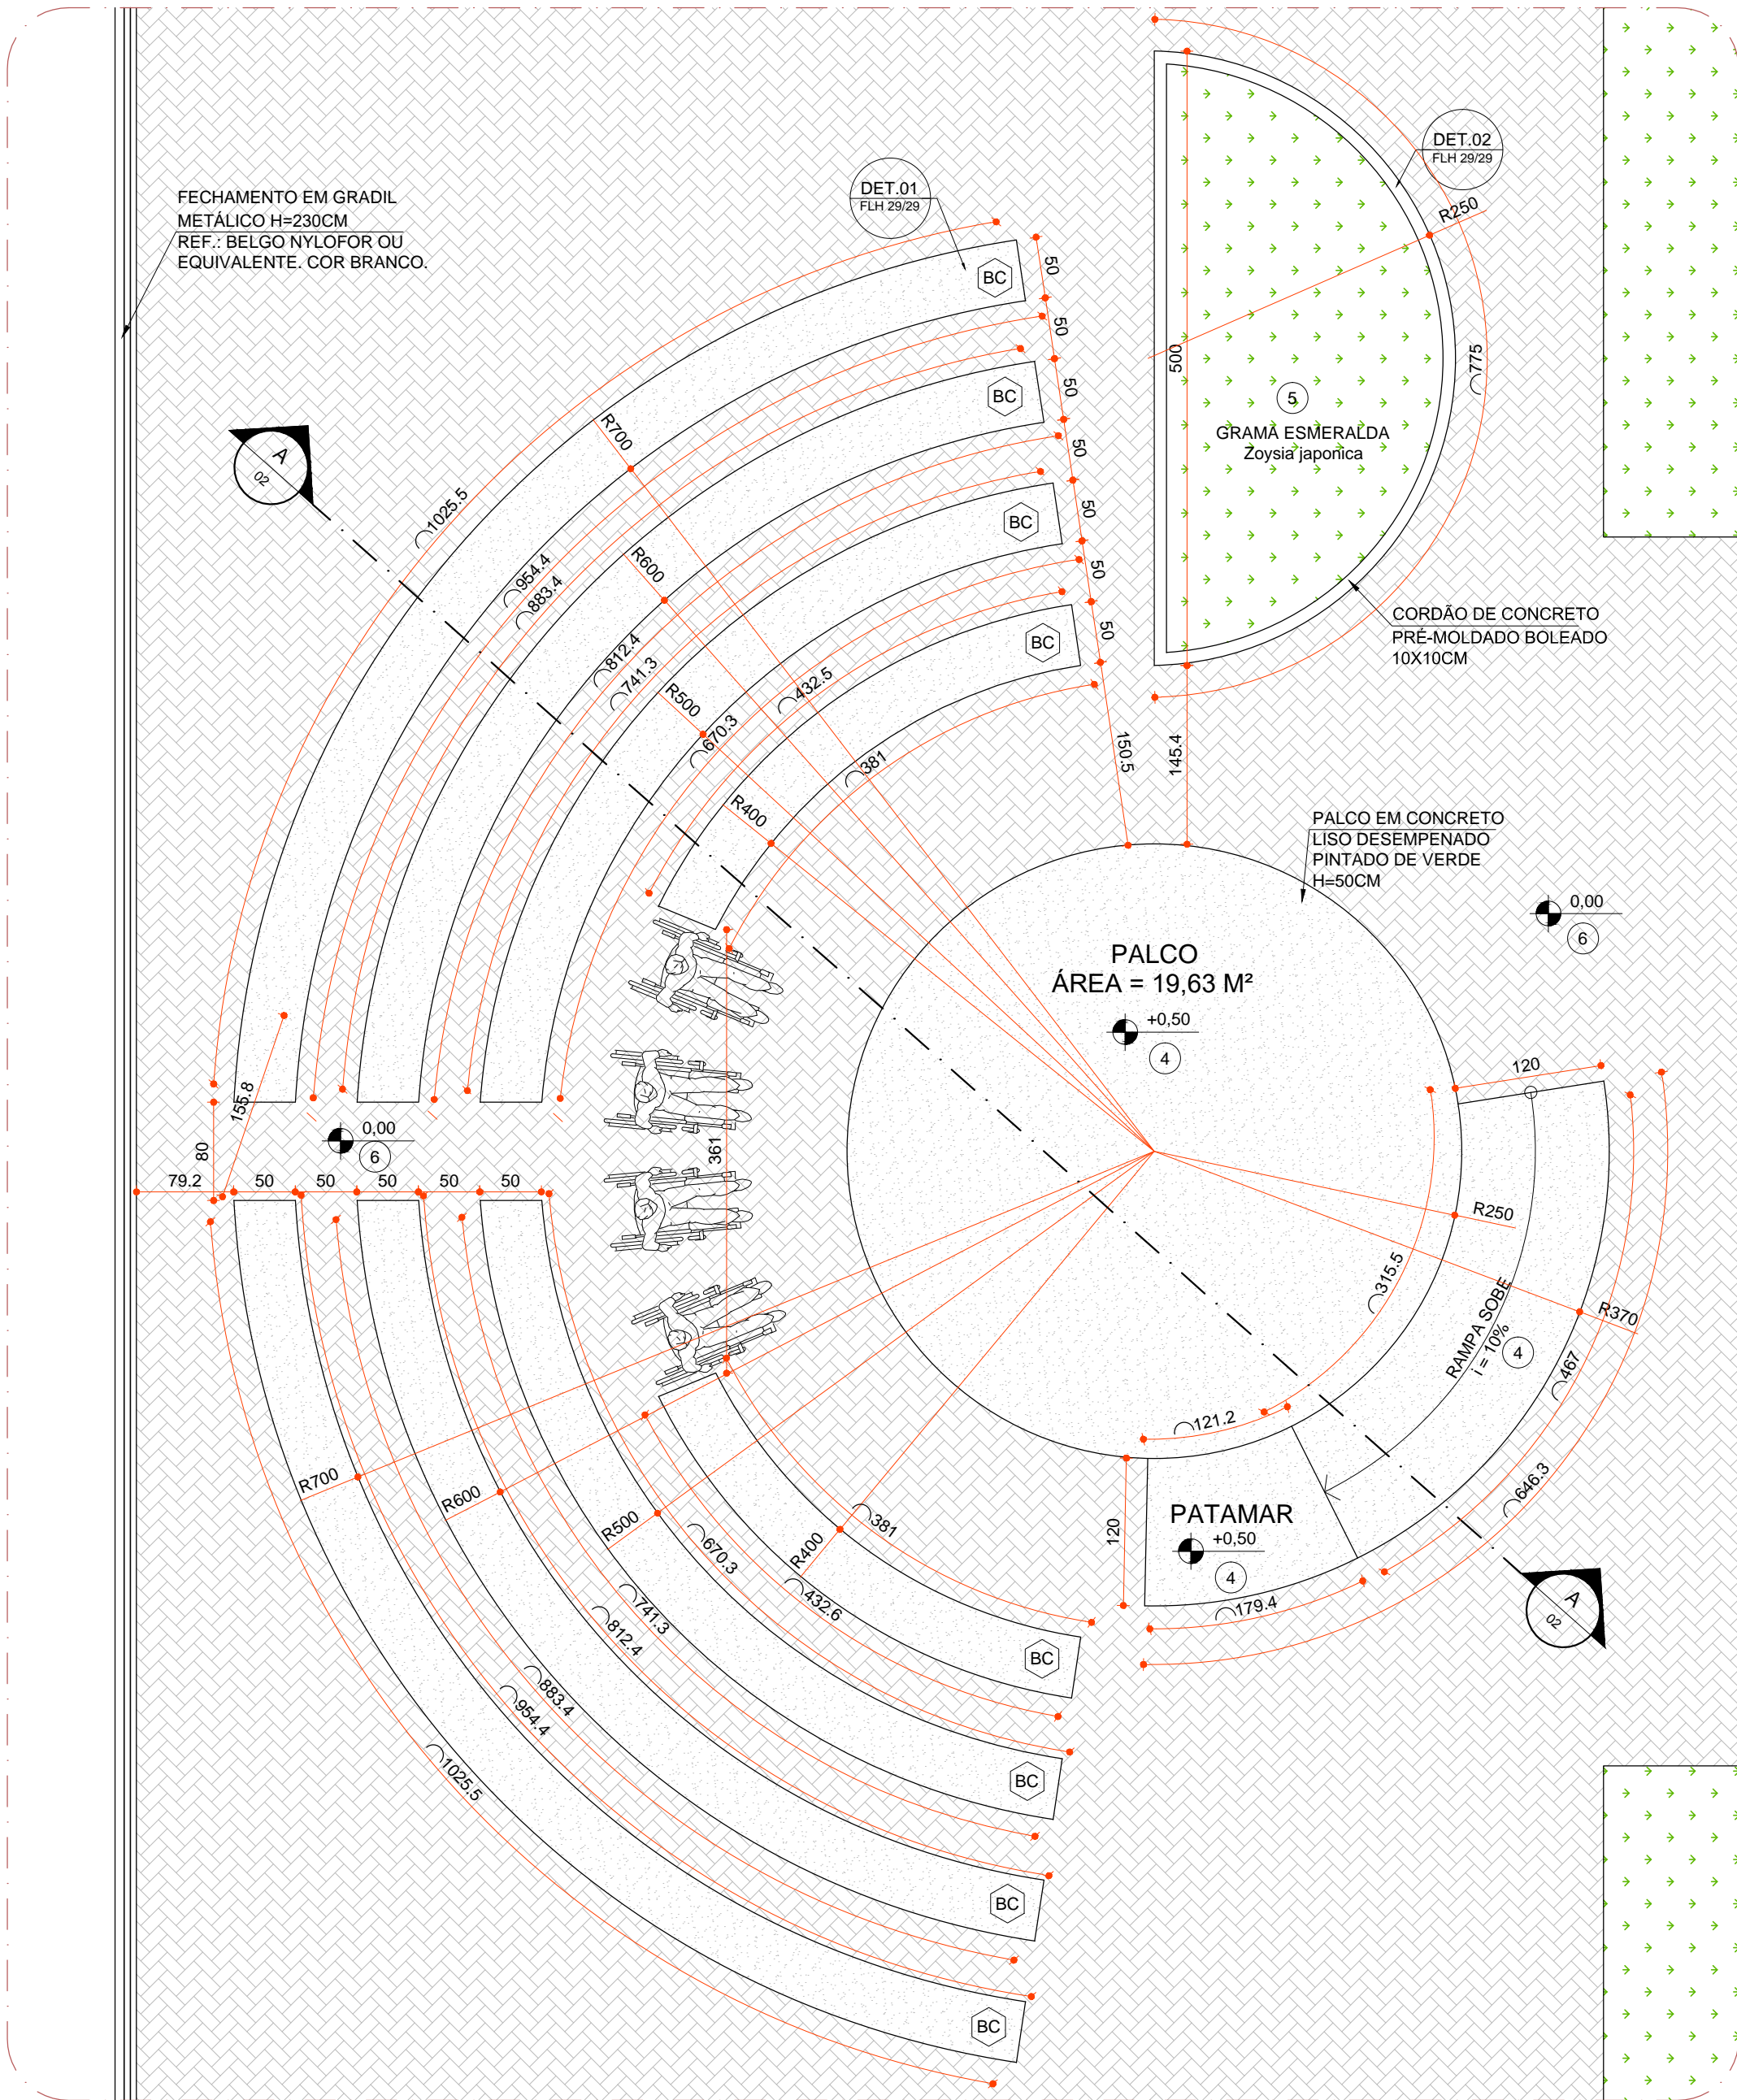 FECHAMENTO EM GRADIL
METÁLICO H=230CM
REF.: BELGO NYLOFOR OU
EQUIVALENTE. COR BRANCO.
DET.01
FLH 29/29
DET.02
FLH 29/29
R250
BC
BC
BC
BC
50
50
50
50
50
50
50
150.5
145.4
500
775
5
GRAMA ESMERALDA
Zoysia japonica
CORDÃO DE CONCRETO
PRÉ-MOLDADO BOLEADO
10X10CM
A
02
1025.5
954.4
883.4
812.4
741.3
670.3
432.5
381
R700
R600
R500
R400
PALCO EM CONCRETO
LISO DESEMPENADO
PINTADO DE VERDE
H=50CM
0,00
6
PALCO
ÁREA = 19,63 M²
+0,50
4
120
155.8
80
0,00
6
79.2
50
50
50
50
50
361
R250
R370
315.5
RAMPA SOBE
i = 10%
4
467
646.3
121.2
120
PATAMAR
+0,50
4
179.4
A
02
R700
R600
R500
R400
381
432.6
670.3
741.3
812.4
883.4
954.4
1025.5
BC
BC
BC
BC